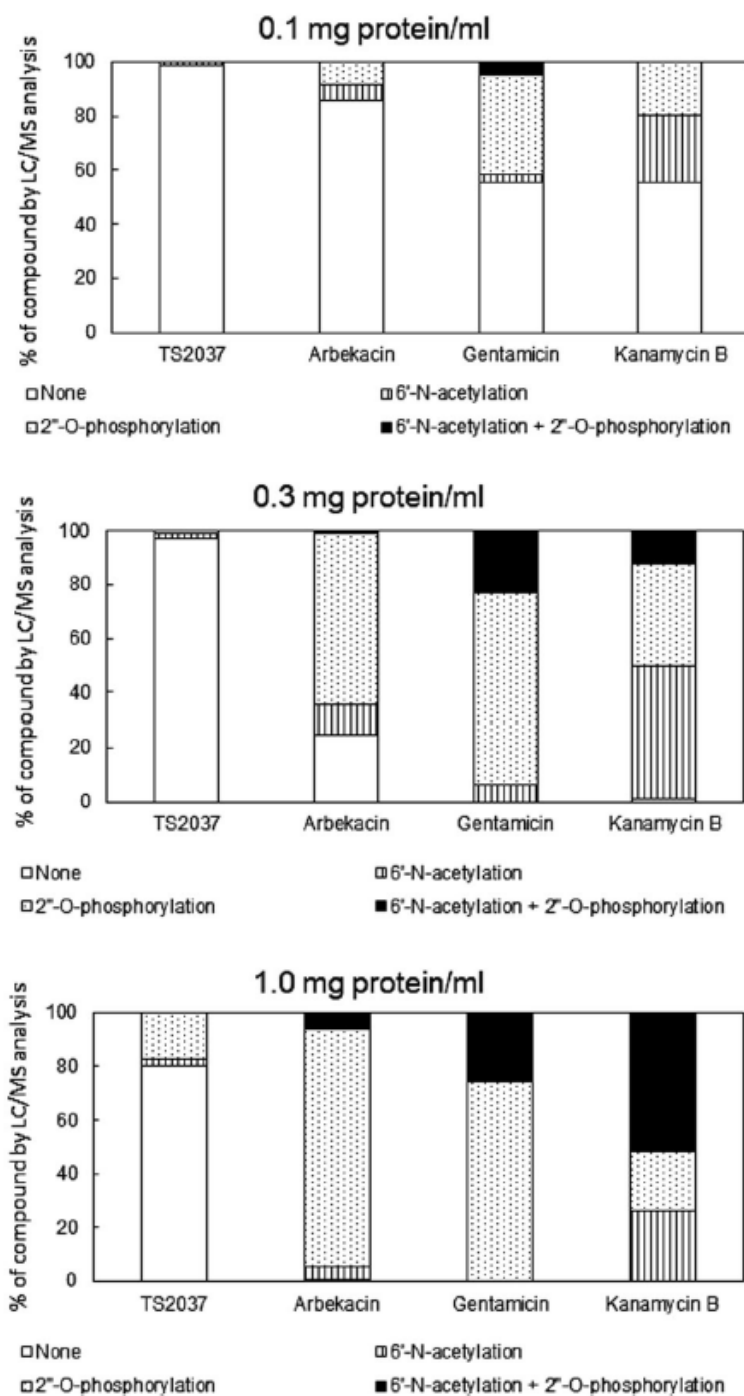 0.1 mg protein/ml
% of compound by LC/MS analysis
100
80
60
40
20
0
TS2037 Arbekacin Gentamicin Kanamycin B
None 6'-N-acetylation
2"-O-phosphorylation 6'-N-acetylation + 2"-O-phosphorylation
0.3 mg protein/ml
% of compound by LC/MS analysis
100
80
60
40
20
0
TS2037 Arbekacin Gentamicin Kanamycin B
None 6'-N-acetylation
2"-O-phosphorylation 6'-N-acetylation + 2"-O-phosphorylation
1.0 mg protein/ml
% of compound by LC/MS analysis
100
80
60
40
20
0
TS2037 Arbekacin Gentamicin Kanamycin B
None 6'-N-acetylation
2"-O-phosphorylation 6'-N-acetylation + 2"-O-phosphorylation